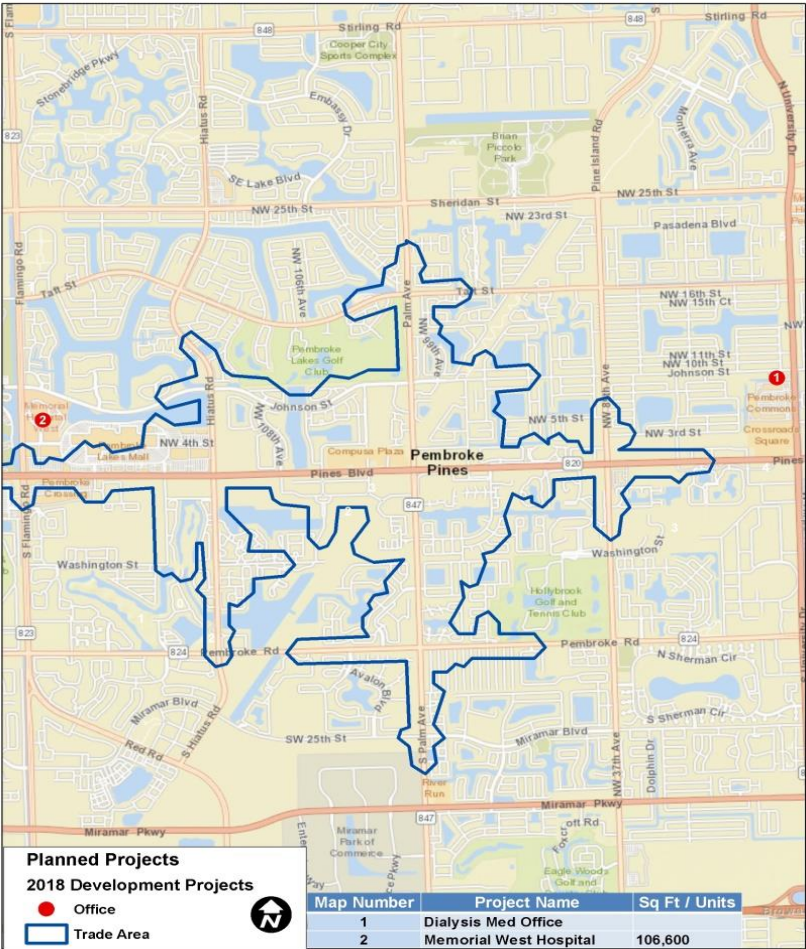 848
Stirling Rd
848
Stirling Rd
S Flam
Cooper City
Sports Complex
Stonebridge Pkwy
Hiatus Rd
Embassy Dr
N University Dr
Monterra Ave
823
Brian
Piccolo
Park
Pine Island Rd
SE Lake Blvd
NW 25th St
NW 25th St
Sheridan St
NW 23rd St
Pasadena Blvd
Flamingo Rd
Taft St
NW 106th Ave
Palm Ave
Taft St
NW 16th St
NW 15th Ct
NW
NW 99th Ave
Pembroke
Lakes Golf
Club
NW 11th St
NW 10th St
Johnson St
1
Hiatus Rd
Johnson St
NW 108th Ave
Pembroke
Commons
Memorial
2
NW 5th St
NW 3rd St
Crossroads
Square
NW 4th St
Lakes Mall
Compusa Plaza
Pembroke
Pines
Pines Blvd
820
Pines
Pembroke
Crossing
S Flamingo Rd
847
Washington St
Washington St
Hollybrook
Golf and
Tennis Club
823
824
Pembroke Rd
Pembroke Rd
824
N Sherman Cir
Avalon Blvd
Miramar Blvd
S Hiatus Rd
S Sherman Cir
Red Rd
SW 25th St
S Palm Ave
Miramar Blvd
NW 37th Ave
Dolphin Dr
River
Run
Miramar Pkwy
847
Miramar Pkwy
Miramar
Park of
Commerce
Eagle Woods
Golf and
Planned Projects
2018 Development Projects
Office
Trade Area
N
Map Number Project Name Sq Ft / Units
1 Dialysis Med Office
2 Memorial West Hospital 106,600